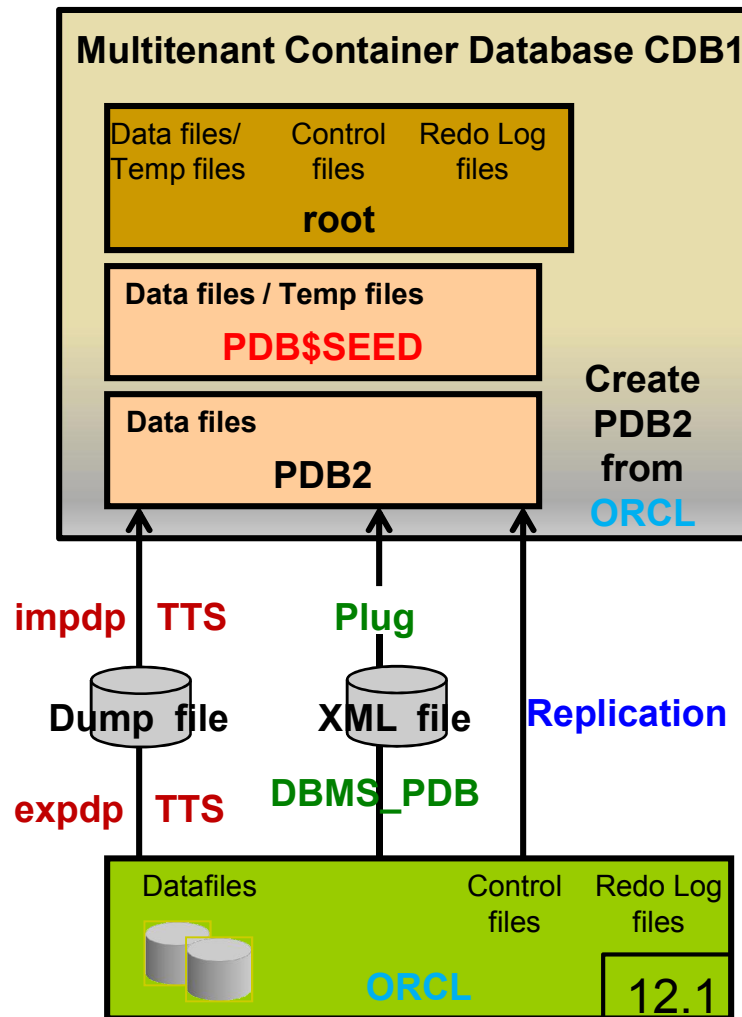 Multitenant Container Database CDB1
Data files/ Control Redo Log
Temp files files files
root
Data files / Temp files
PDB$SEED
Data files
PDB2
Create
PDB2
from
ORCL
impdp TTS
Plug
Dump file
XML file
Replication
expdp TTS
DBMS_PDB
Datafiles
Control
files
Redo Log
files
ORCL
12.1